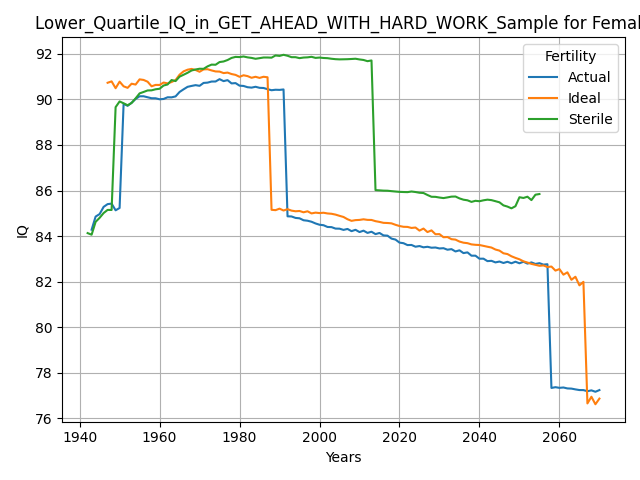 Lower_Quartile_IQ_in_GET_AHEAD_WITH_HARD_WORK_Sample for Femal
92
90
88
86
84
82
80
78
76
IQ
Fertility
Actual
Ideal
Sterile
1940 1960 1980 2000 2020 2040 2060
Years